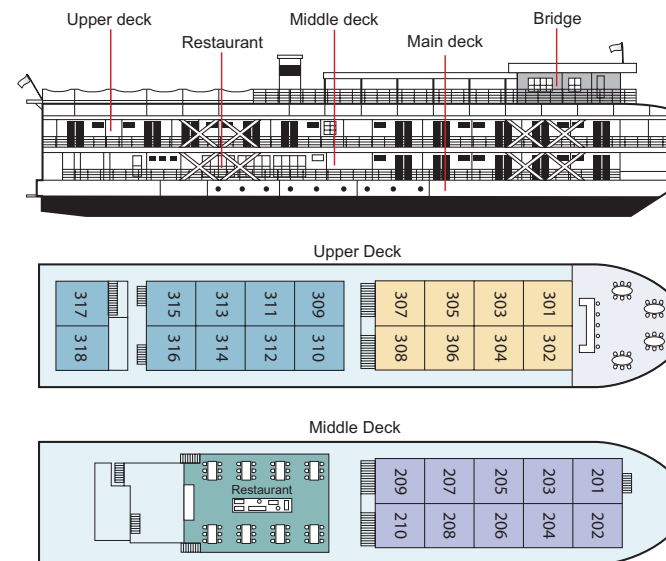 Upper deck
Restaurant
Middle deck
Main deck
Bridge
Upper Deck
317 315 313 311 309 307 305 303 301
318 316 314 312 310 308 306 304 302
Middle Deck
Restaurant
209 207 205 203 201
210 208 206 204 202